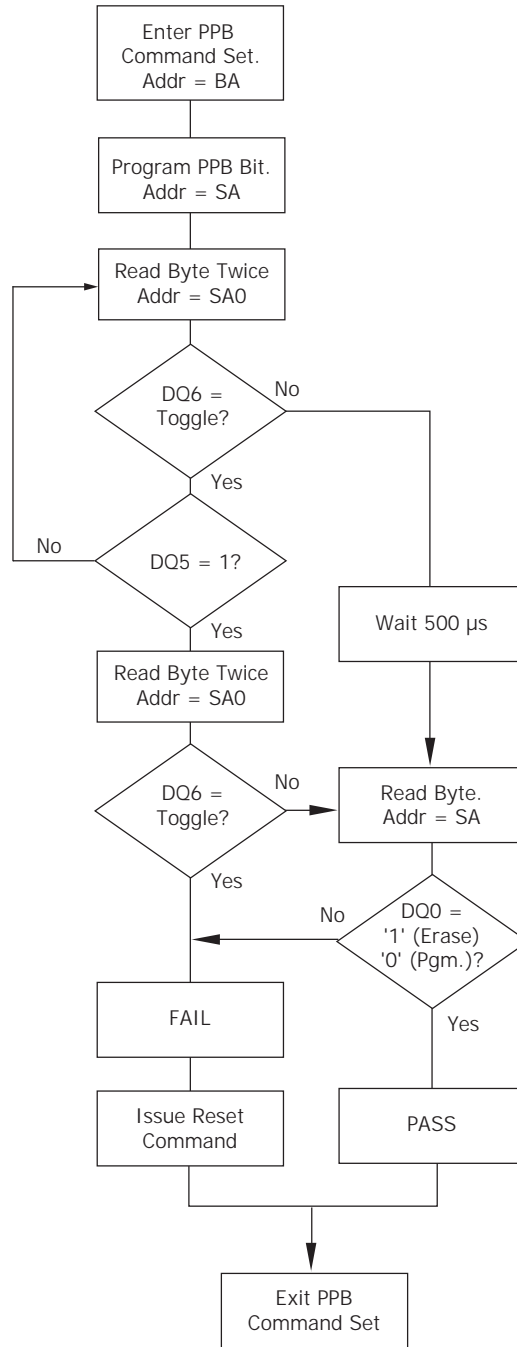 Enter PPB
Command Set.
Addr = BA
Program PPB Bit.
Addr = SA
Read Byte Twice
Addr = SA0
DQ6 =
Toggle?
No
Yes
No
DQ5 = 1?
Yes
Wait 500 µs
Read Byte Twice
Addr = SA0
DQ6 =
Toggle?
No
Yes
Read Byte.
Addr = SA
No
DQ0 =
'1' (Erase)
'0' (Pgm.)?
Yes
FAIL
Issue Reset
Command
PASS
Exit PPB
Command Set